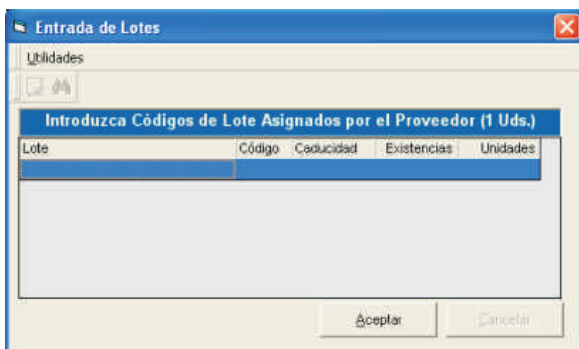 Entrada de Lotes
Utilidades
Introduzca Códigos de Lote Asignados por el Proveedor (1 Uds.)
Lote Código Caducidad Existencias Unidades
Aceptar Cancelar